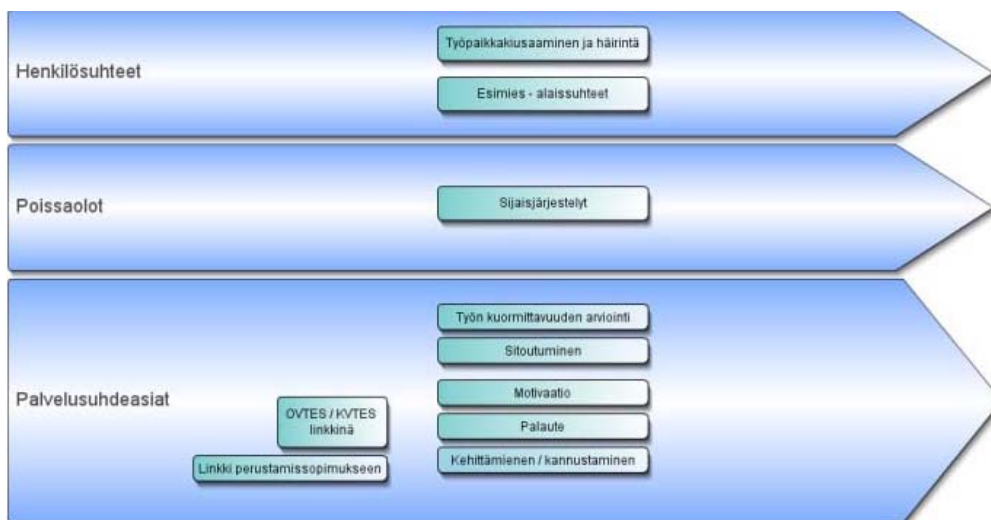 Henkilösuhteet
Työpaikkakiusaaminen ja häirintä
Esimies - alaissuhteet
Poissaolot
Sijaisjärjestelyt
Palvelusuhdeasiat
OVTES / KVTES
linkkinä
Linkki perustamissopimukseen
Työn kuormittavuuden arviointi
Sitoutuminen
Motivaatio
Palaute
Kehittämienen / kannustaminen